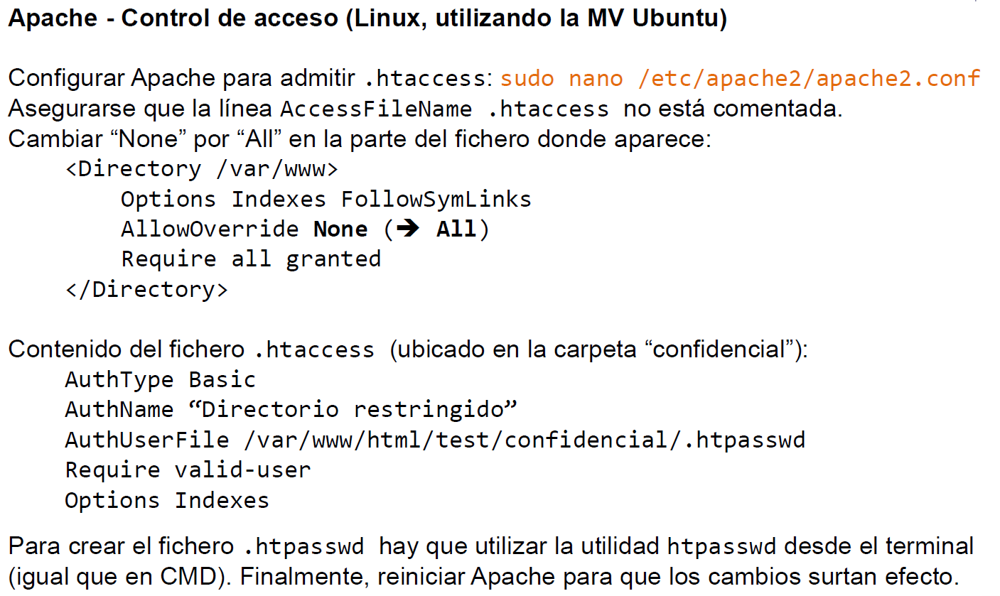 Apache - Control de acceso (Linux, utilizando la MV Ubuntu)
Configurar Apache para admitir .htaccess: sudo nano /etc/apache2/apache2.conf
Asegurarse que la línea AccessFileName .htaccess no está comentada.
Cambiar “None” por “All” en la parte del fichero donde aparece:
<Directory /var/www>
Options Indexes FollowSymLinks
AllowOverride None (➔ All)
Require all granted
</Directory>
Contenido del fichero .htaccess (ubicado en la carpeta “confidencial”):
AuthType Basic
AuthName “Directorio restringido”
AuthUserFile /var/www/html/test/confidencial/.htpasswd
Require valid-user
Options Indexes
Para crear el fichero .htpasswd hay que utilizar la utilidad htpasswd desde el terminal
(igual que en CMD). Finalmente, reiniciar Apache para que los cambios surtan efecto.